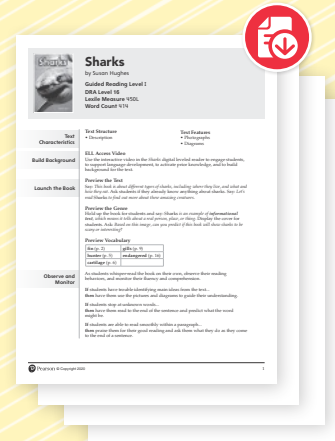 Sharks
Sharks
by Susan Hughes
Guided Reading Level I
DRA Level 16
Lexile Measure 450L
Word Count 414
Text
Characteristics
Text Structure
• Description
Text Features
• Photographs
• Diagrams
Build Background
ELL Access Video
Use the interactive video in the Sharks digital leveled reader to engage students,
to support language development, to activate prior knowledge, and to build
background for the text.
Launch the Book
Preview the Text
Say: This book is about different types of sharks, including where they live, and what and
how they eat. Ask students if they already know anything about sharks. Say: Let's
read Sharks to find out more about these amazing creatures.
Preview the Genre
Hold up the book for students and say: Sharks is an example of informational
text, which means it tells about a real person, place, or thing. Display the cover for
students. Ask: Based on this image, can you predict if this book will show sharks to be
scary or interesting?
Preview Vocabulary
fin (p. 2)
gills (p. 9)
hunter (p. 5)
endangered (p. 16)
cartilage (p. 6)
Observe and
Monitor
As students whisper-read the book on their own, observe their reading
behaviors, and monitor their fluency and comprehension.
If students have trouble identifying main ideas from the text...
then have them use the pictures and diagrams to guide their understanding.
If students stop at unknown words...
then have them read to the end of the sentence and predict what the word
might be.
If students are able to read smoothly within a paragraph...
then praise them for their good reading and ask them what they do as they come
to the end of a sentence.
Pearson © Copyright 2020
1